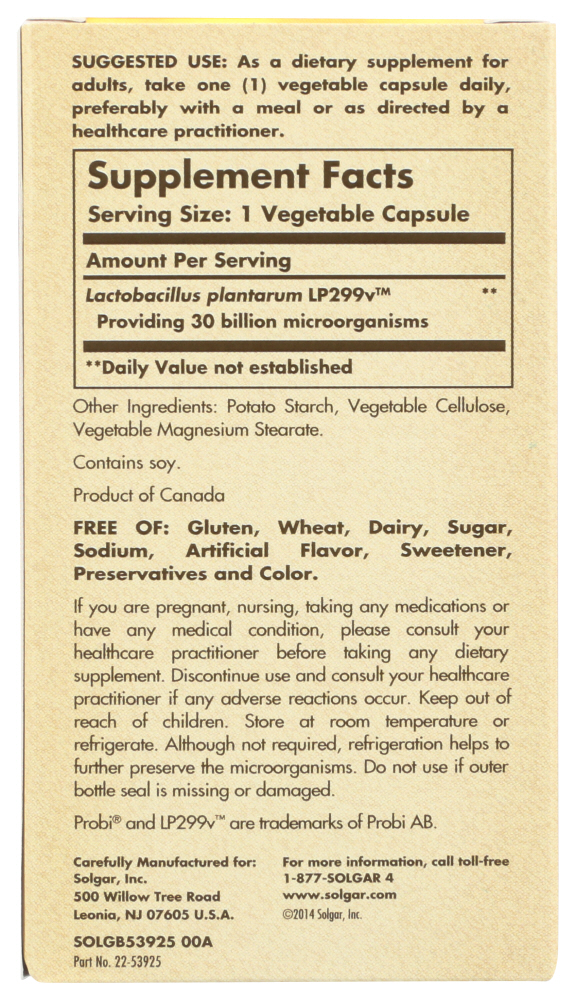 SUGGESTED USE: As a dietary supplement for
adults, take one (1) vegetable capsule daily,
preferably with a meal or as directed by a
healthcare practitioner.
Supplement Facts
Serving Size: 1 Vegetable Capsule
Amount Per Serving
Lactobacillus plantarum LP299v™ **
Providing 30 billion microorganisms
**Daily Value not established
Other Ingredients: Potato Starch, Vegetable Cellulose,
Vegetable Magnesium Stearate.
Contains soy.
Product of Canada
FREE OF: Gluten, Wheat, Dairy, Sugar,
Sodium, Artificial Flavor, Sweetener,
Preservatives and Color.
If you are pregnant, nursing, taking any medications or
have any medical condition, please consult your
healthcare practitioner before taking any dietary
supplement. Discontinue use and consult your healthcare
practitioner if any adverse reactions occur. Keep out of
reach of children. Store at room temperature or
refrigerate. Although not required, refrigeration helps to
further preserve the microorganisms. Do not use if outer
bottle seal is missing or damaged.
Probi® and LP299v™ are trademarks of Probi AB.
Carefully Manufactured for:
Solgar, Inc.
500 Willow Tree Road
Leonia, NJ 07605 U.S.A.
For more information, call toll-free
1-877-SOLGAR 4
www.solgar.com
©2014 Solgar, Inc.
SOLGB53925 00A
Part No. 22-53925